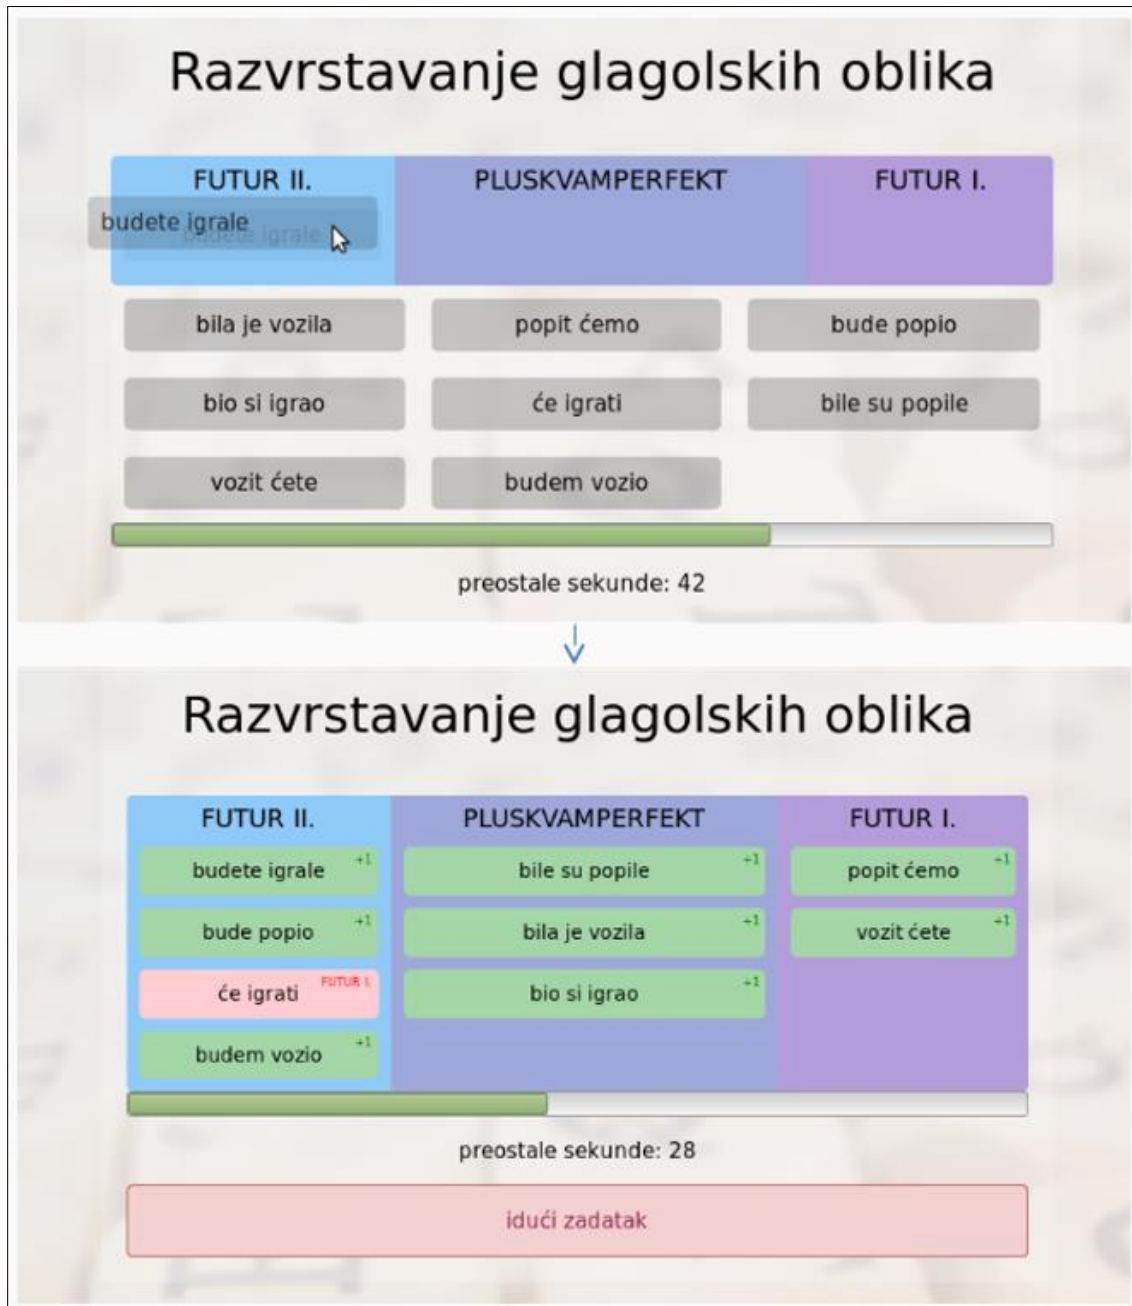 Razvrstavanje glagolskih oblika
FUTUR II. PLUSKVAMPERFEKT FUTUR I.
budete igrale
budete igrale
bila je vozila popit ćemo bude popio
bio si igrao će igrati bile su popile
vozit ćete budem vozio
preostale sekunde: 42
Razvrstavanje glagolskih oblika
FUTUR II. PLUSKVAMPERFEKT FUTUR I.
budete igrale +1 bile su popile +1 popit ćemo +1
bude popio +1 bila je vozila +1 vozit ćete +1
će igrati FUTUR I. bio si igrao +1
budem vozio +1
preostale sekunde: 28
idući zadatak